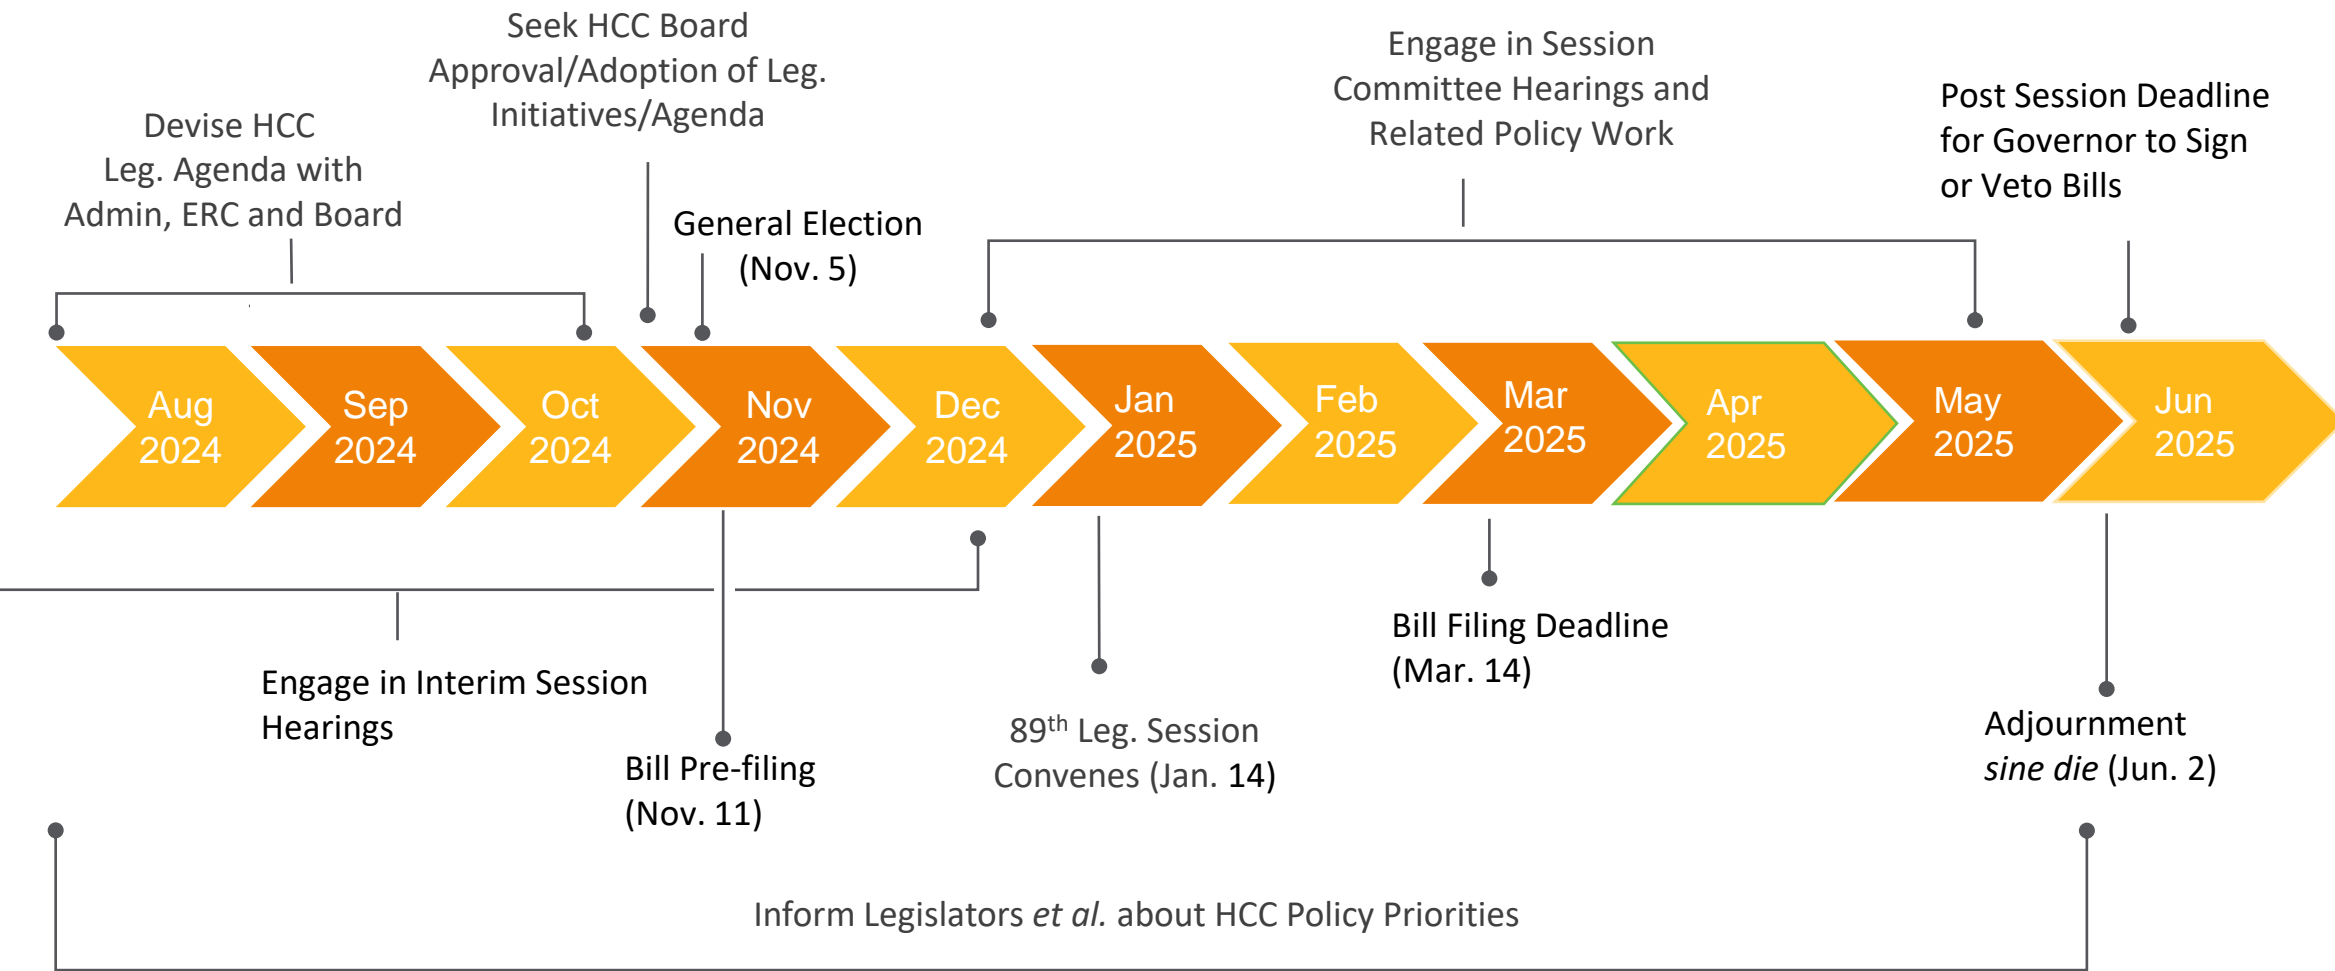 Seek HCC Board
Approval/Adoption of Leg.
Initiatives/Agenda
Engage in Session
Committee Hearings and
Related Policy Work
Post Session Deadline
for Governor to Sign
or Veto Bills
Devise HCC
Leg. Agenda with
Admin, ERC and Board
General Election
(Nov. 5)
Aug
2024
Sep
2024
Oct
2024
Nov
2024
Dec
2024
Jan
2025
Feb
2025
Mar
2025
Apr
2025
May
2025
Jun
2025
Engage in Interim Session
Hearings
Bill Pre-filing
(Nov. 11)
89th Leg. Session
Convenes (Jan. 14)
Bill Filing Deadline
(Mar. 14)
Adjournment
sine die (Jun. 2)
Inform Legislators et al. about HCC Policy Priorities